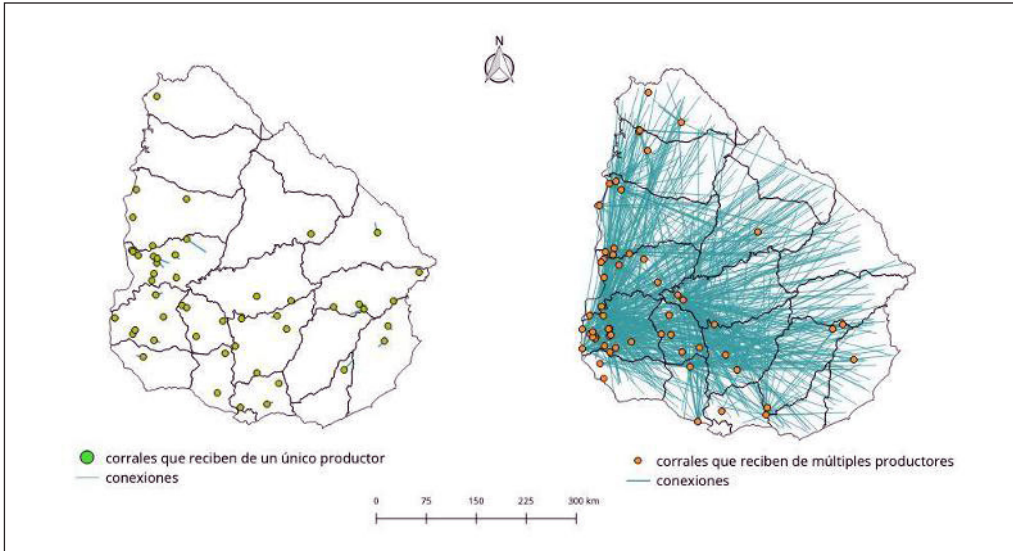 N
corrales que reciben de un único productor
conexiones
corrales que reciben de múltiples productores
conexiones
0 75 150 225 300 km